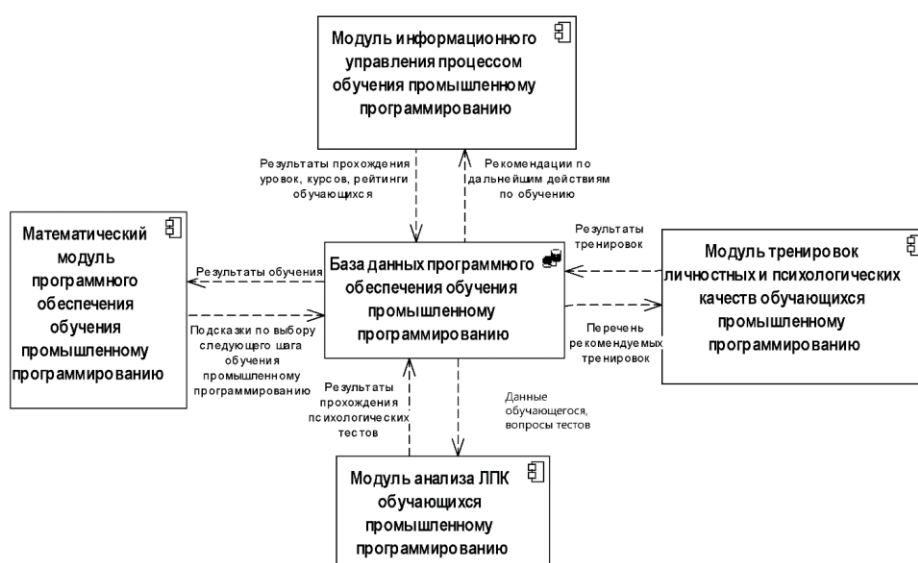 Модуль информационного
управления процессом
обучения промышленному
программированию
Результаты прохождения
уровок, курсов, рейтинги
обучающихся
Рекомендации по
дальнейшим действиям
по обучению
Математический
модуль
программного
обеспечения
обучения
промышленному
программированию
Результаты обучения
Подсказки по выбору
следующего шага
обучения
промышленному
программированию
База данных программного
обеспечения обучения
промышленному
программированию
Результаты
тренировок
Перечень
рекомендуемых
тренировок
Модуль тренировок
личностных и психологических
качеств обучающихся
промышленному
программированию
Результаты
прохождения
психологических
тестов
Данные
обучающегося,
вопросы тестов
Модуль анализа ЛПК
обучающихся
промышленному
программированию